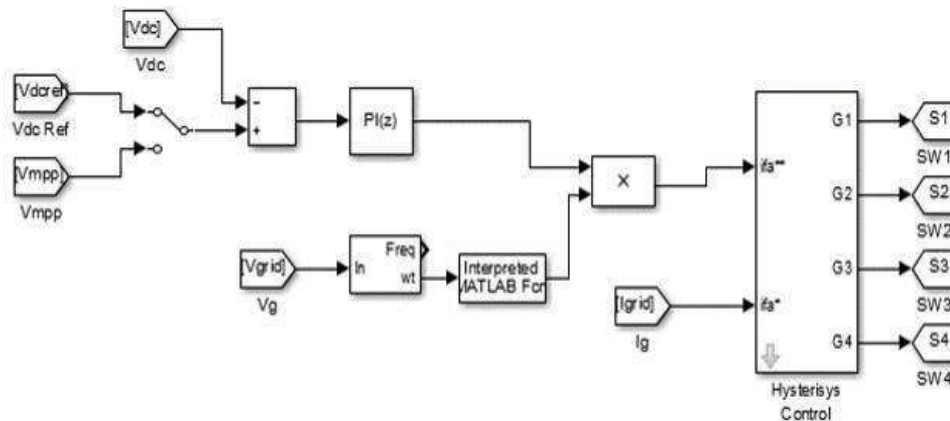 [Vdc]
Vdc
[Vdcref]
Vdc Ref
[Vmpp]
Vmpp
-
+
PI(z)
X
[Vgrid]
Vg
In
Freq
wt
Interpreted
MATLAB Fcn
[Igrid]
Ig
ifa**
ifa*
G1
G2
G3
G4
Hysterisys
Control
S1
SW1
S2
SW2
S3
SW3
S4
SW4